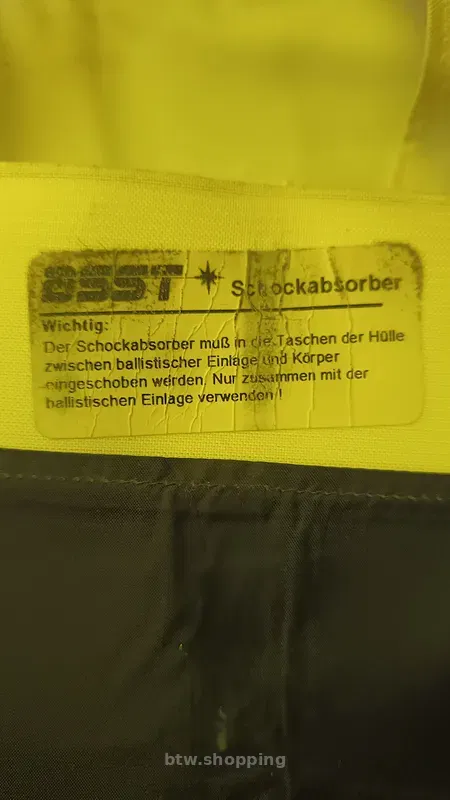 BSST * Schockabsorber
Wichtig:
Der Schockabsorber muß in die Taschen der Hülle
zwischen ballistischer Einlage und Körper
eingeschoben werden. Nur zusammen mit der
ballistischen Einlage verwenden !
btw.shopping